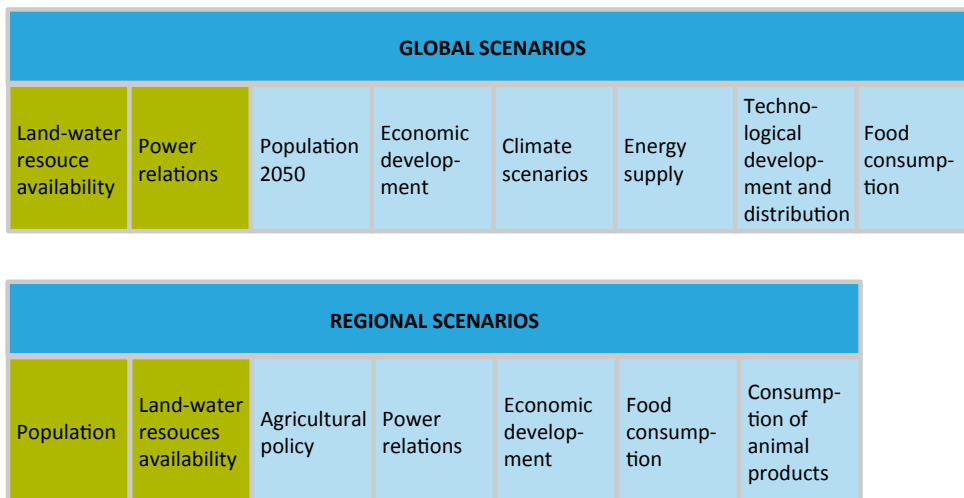 GLOBAL SCENARIOS
Land-water
resouce
availability
Power
relations
Population
2050
Economic
develop-
ment
Climate
scenarios
Energy
supply
Techno-
logical
develop-
ment and
distribution
Food
consump-
tion
REGIONAL SCENARIOS
Population
Land-water
resouces
availability
Agricultural
policy
Power
relations
Economic
develop-
ment
Food
consump-
tion
Consump-
tion of
animal
products